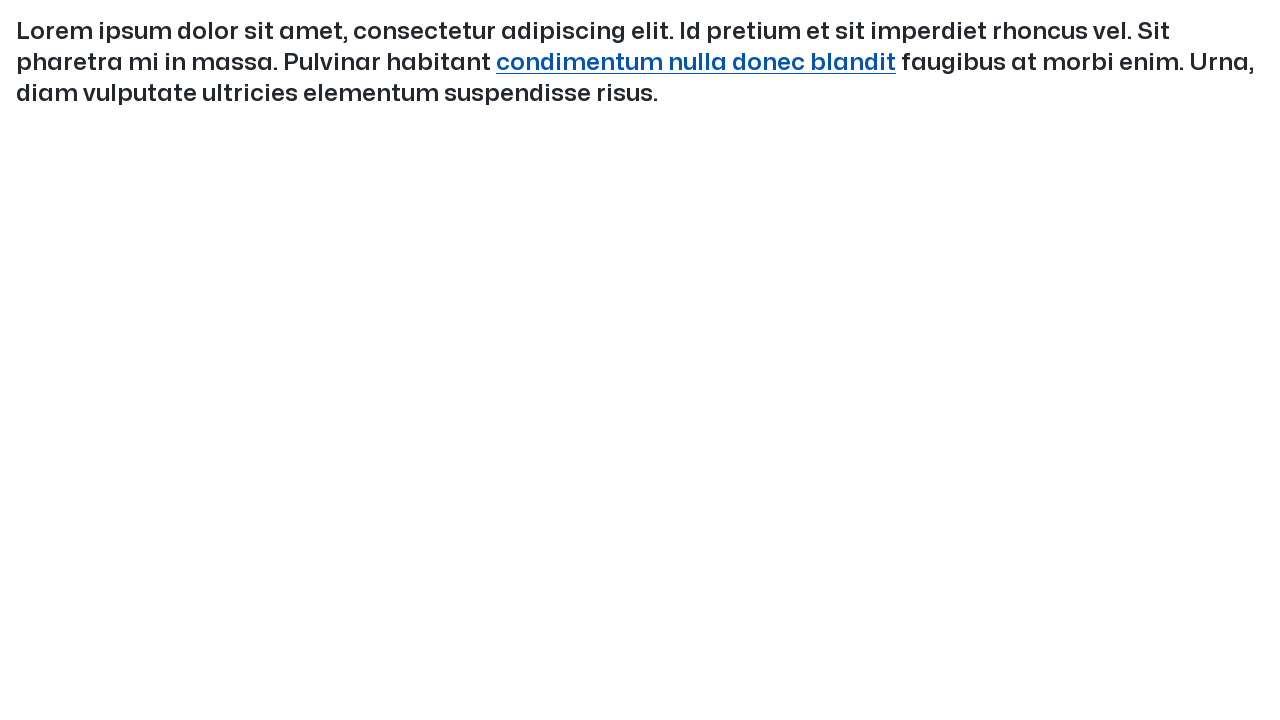 Lorem ipsum dolor sit amet, consectetur adipiscing elit. Id pretium et sit imperdiet rhoncus vel. Sit
pharetra mi in massa. Pulvinar habitant condimentum nulla donec blandit faugibus at morbi enim. Urna,
diam vulputate ultricies elementum suspendisse risus.